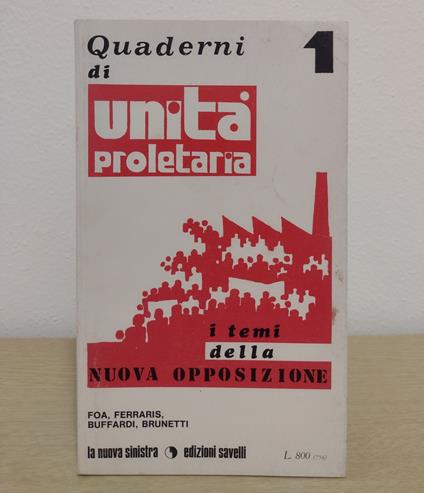 Quaderni 1
di
unità
proletaria
i temi
della
NUOVA OPPOSIZIONE
FOA, FERRARIS,
BUFFARDI, BRUNETTI
la nuova sinistra edizioni savelli L. 800 (754)